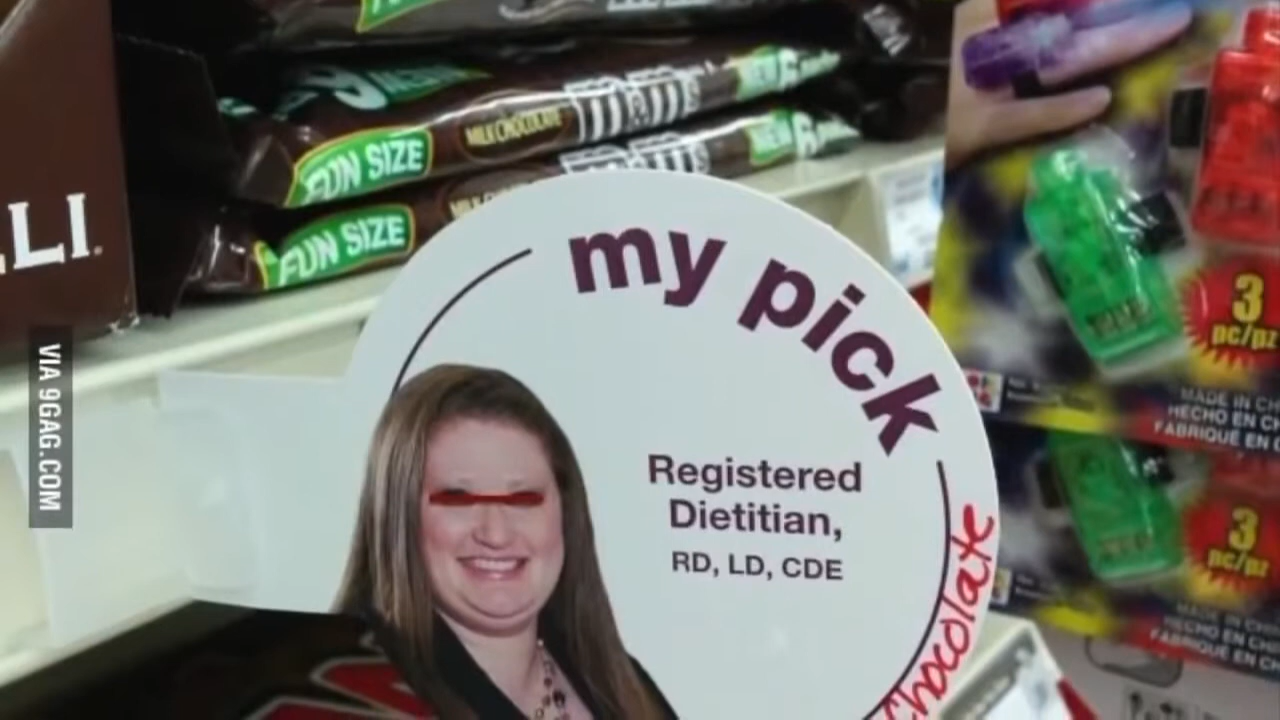 FUN SIZE
MILK CHOCOLATE
M&M'S
FUN SIZE
LLI.
my pick
Registered
Dietitian,
RD, LD, CDE
Chocolate
VIA 9GAG.COM
3
pc/pz
MADE IN CH
HECHO EN CH
FABRIQUÉ EN C
3
pc/pz
MADE IN CH
HECHO EN CH
FABRIQUÉ EN C